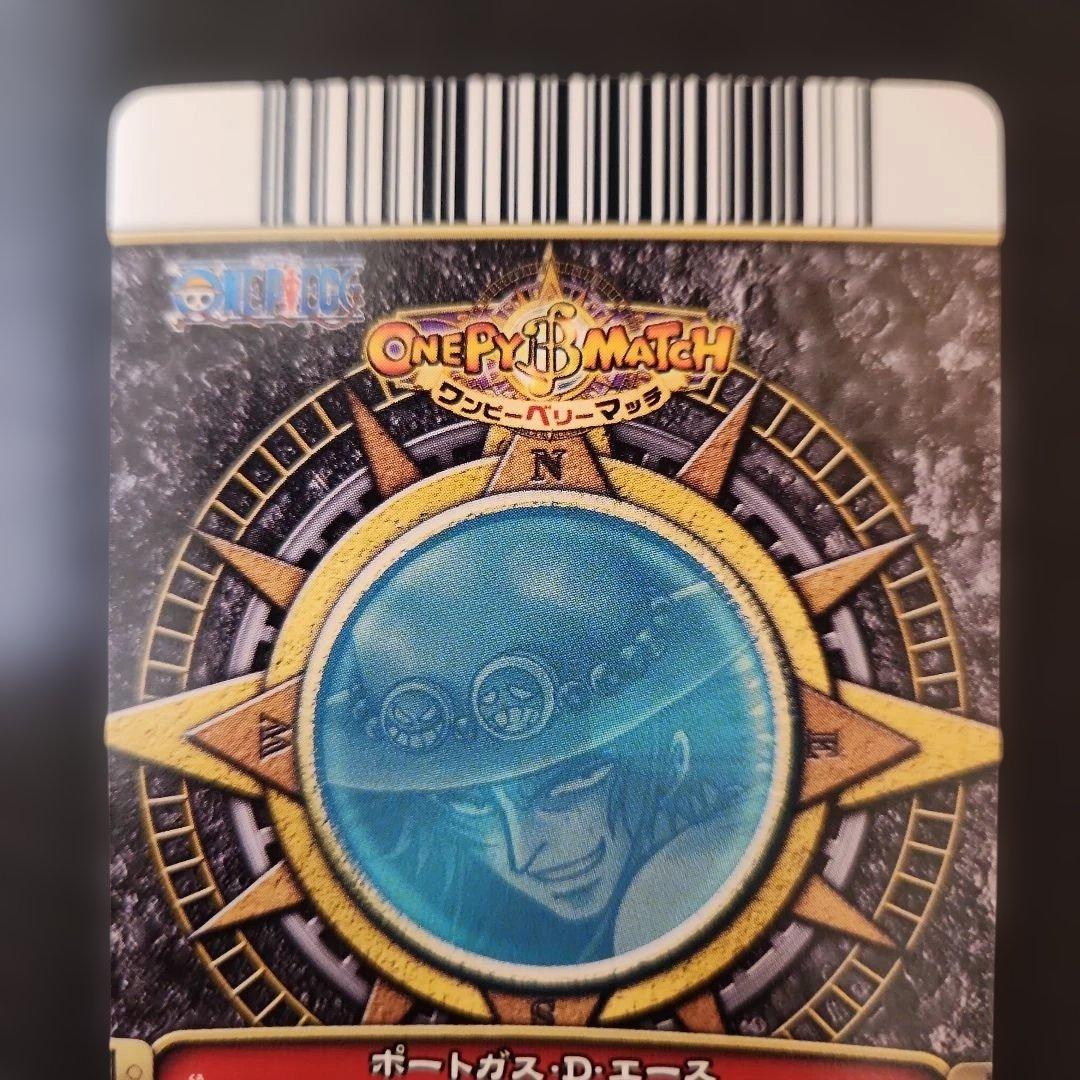 ONE PIECE
ONEPY B MATCH
ワンピーベリーマッチ
N
W
E
S
ポートガス・D・エース